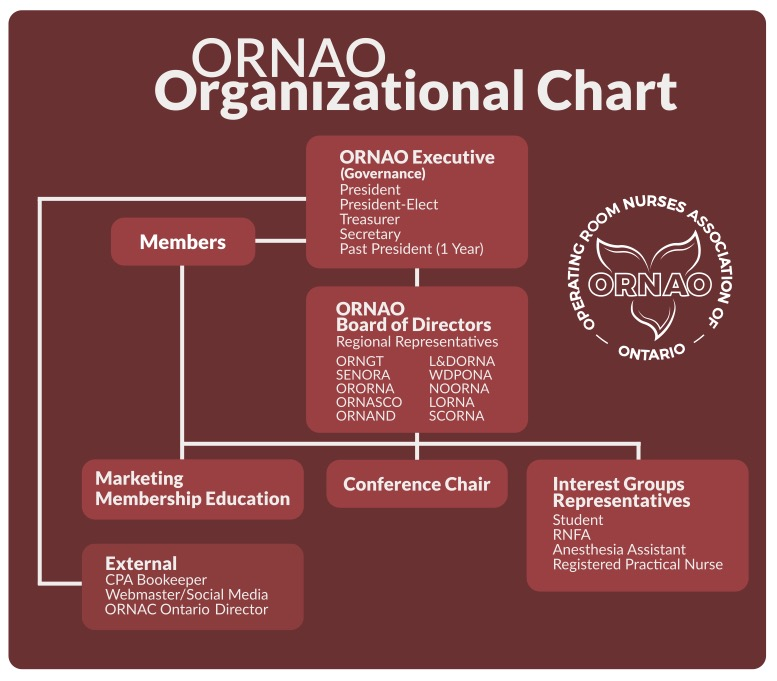 ORNAO
Organizational Chart
ORNAO Executive
(Governance)
President
President-Elect
Treasurer
Secretary
Past President (1 Year)
Members
OPERATING ROOM NURSES ASSOCIATION OF
ORNAO
— ONTARIO —
ORNAO
Board of Directors
Regional Representatives
ORNGT L&DORNA
SENORA WDPONA
ORORNA NOORNA
ORNASCO LORNA
ORNAND SCORNA
Marketing
Membership Education
Conference Chair
Interest Groups
Representatives
Student
RNFA
Anesthesia Assistant
Registered Practical Nurse
External
CPA Bookeeper
Webmaster/Social Media
ORNAC Ontario Director